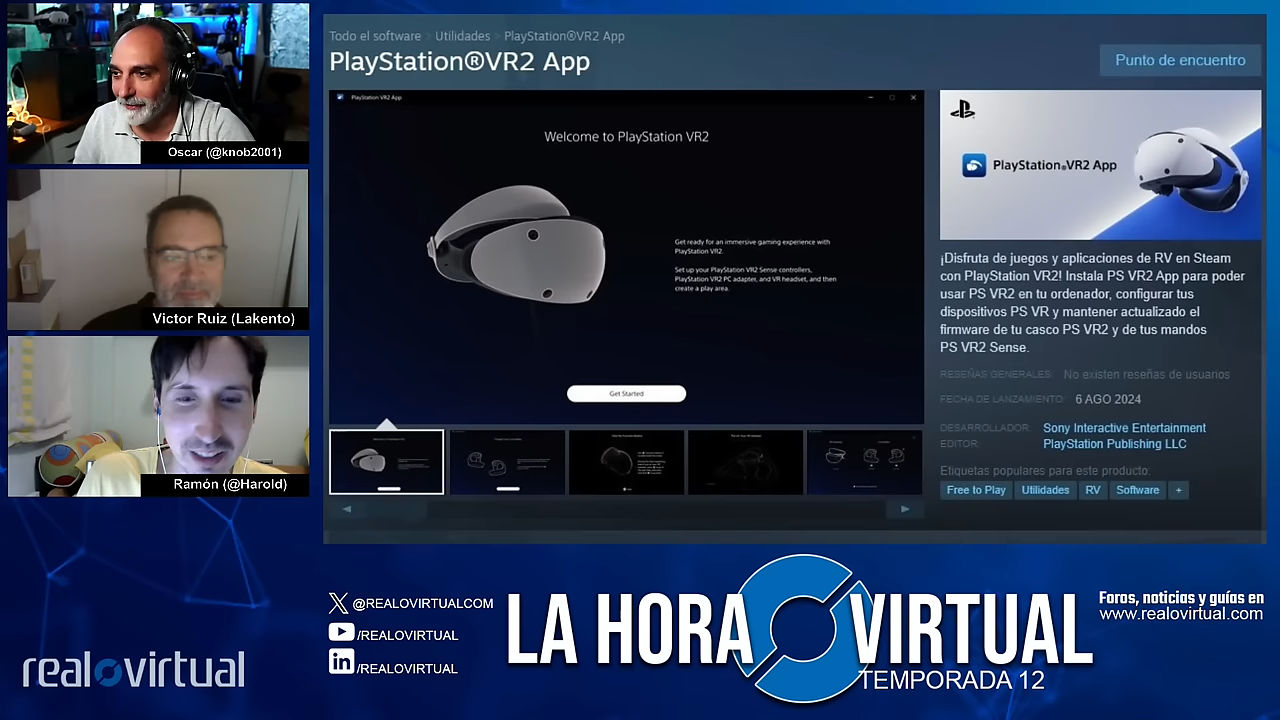 Oscar (@knob2001)
Victor Ruiz (Lakento)
Ramón (@Harold)
Todo el software > Utilidades > PlayStation®VR2 App
PlayStation®VR2 App
Punto de encuentro
PlayStation VR2 App
Welcome to PlayStation VR2
Get ready for an immersive gaming experience with
PlayStation VR2.
Set up your PlayStation VR2 Sense controllers,
PlayStation VR2 PC adapter, and VR headset, and then
create a play area.
Get Started
PlayStation®VR2 App
¡Disfruta de juegos y aplicaciones de RV en Steam
con PlayStation VR2! Instala PS VR2 App para poder
usar PS VR2 en tu ordenador, configurar tus
dispositivos PS VR y mantener actualizado el
firmware de tu casco PS VR2 y de tus mandos
PS VR2 Sense.
RESEÑAS GENERALES: No existen reseñas de usuarios
FECHA DE LANZAMIENTO: 6 AGO 2024
DESARROLLADOR: Sony Interactive Entertainment
EDITOR: PlayStation Publishing LLC
Etiquetas populares para este producto:
Free to Play Utilidades RV Software +
@REALOVIRTUALCOM
/REALOVIRTUAL
/REALOVIRTUAL
LA HORA VIRTUAL
TEMPORADA 12
Foros, noticias y guías en
www.realovirtual.com
realovirtual